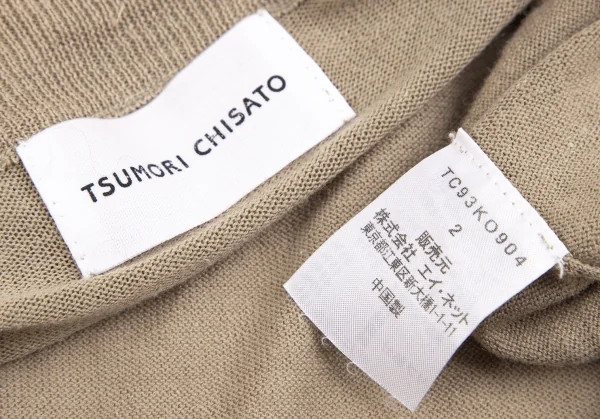 TSUMORI CHISATO
TC93KO904
2
販売元
株式会社 エイ・ネット
東京都江東区新大橋1-1-11
中国製